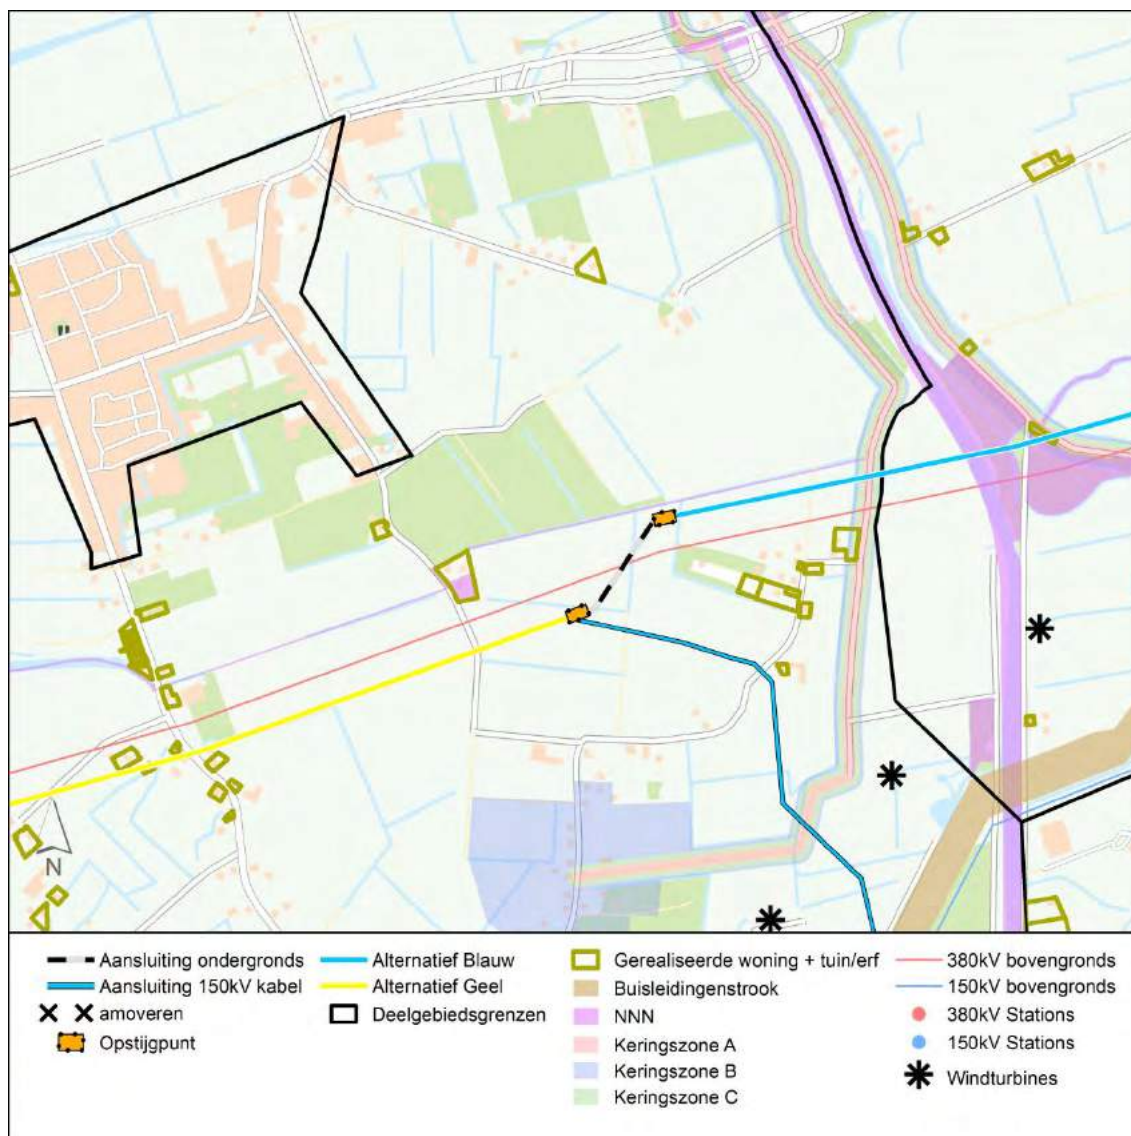 N
Aansluiting ondergronds
Aansluiting 150kV kabel
amoveren
Opstijgpunt
Alternatief Blauw
Alternatief Geel
Deelgebiedsgrenzen
Gerealiseerde woning + tuin/erf
Buisleidingenstrook
NNN
Keringszone A
Keringszone B
Keringszone C
380kV bovengronds
150kV bovengronds
380kV Stations
150kV Stations
Windturbines